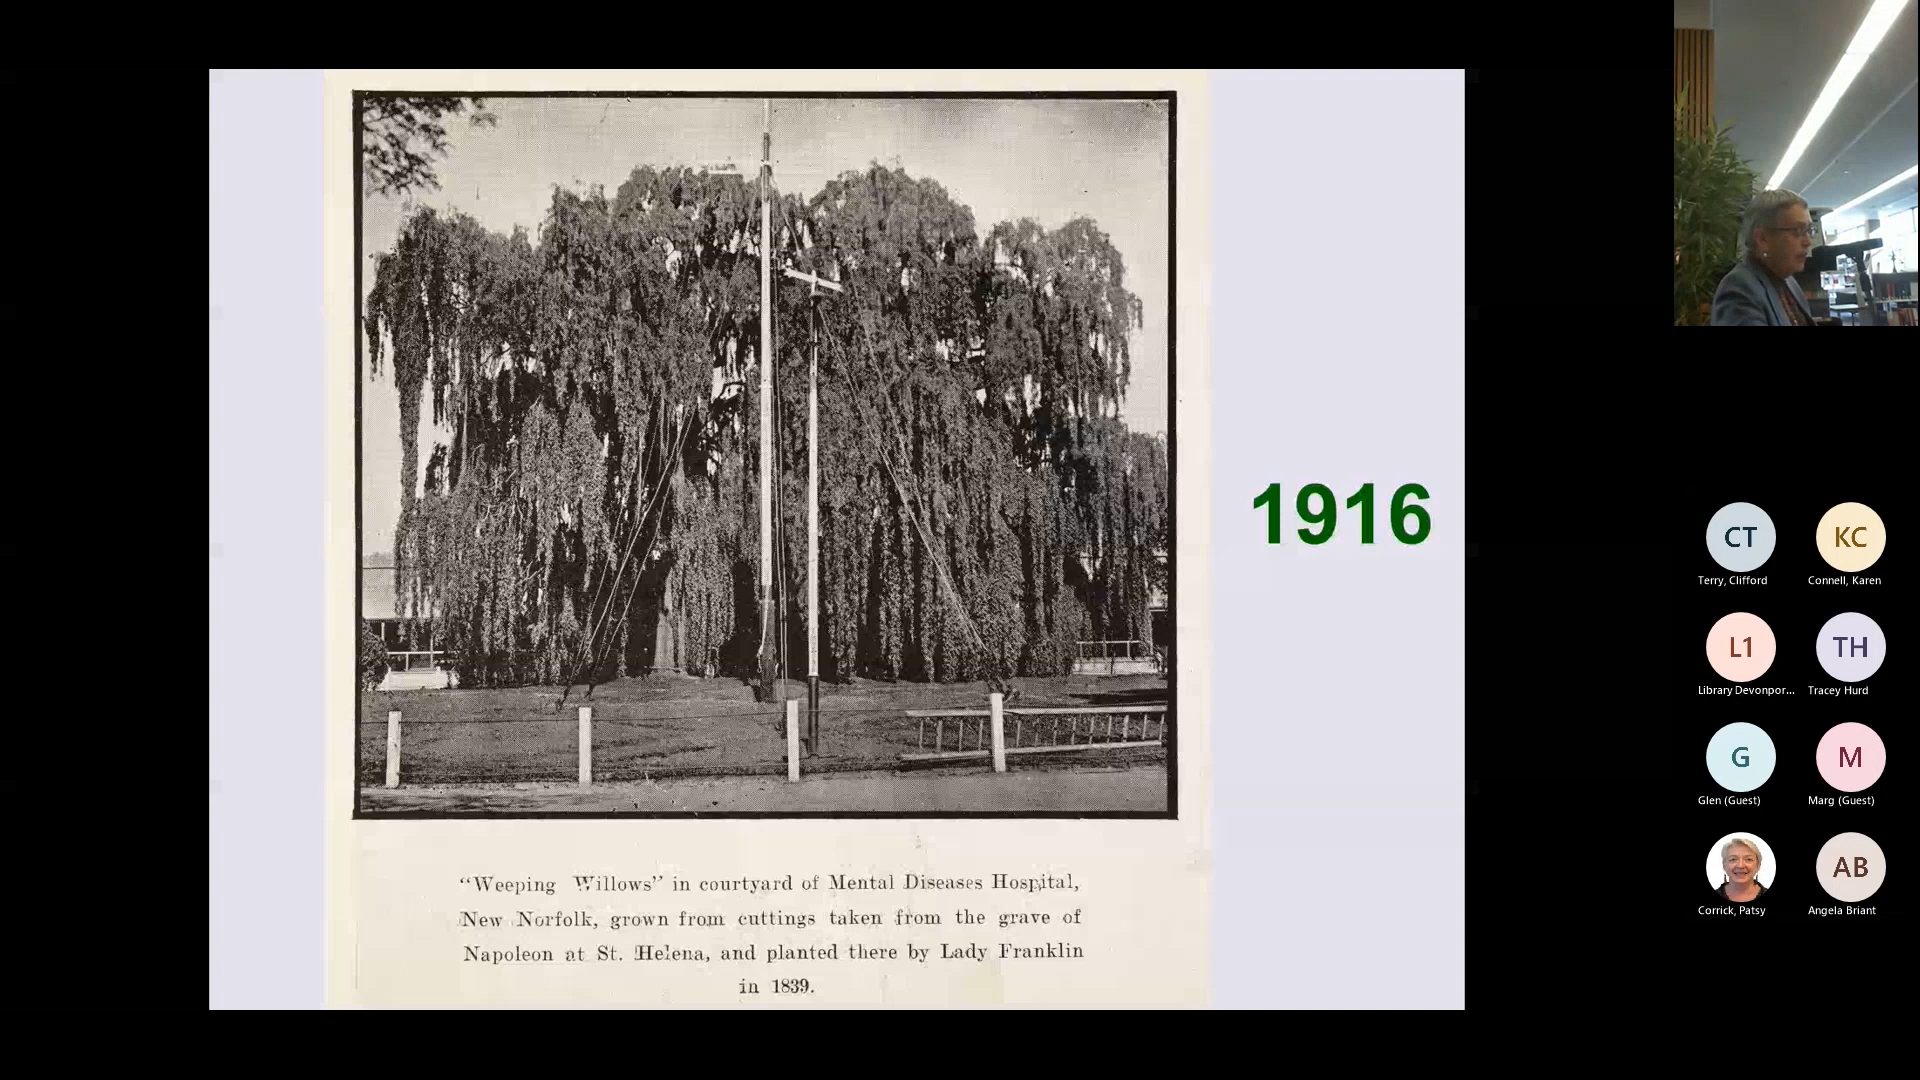 1916
“Weeping Willows” in courtyard of Mental Diseases Hospital,
New Norfolk, grown from cuttings taken from the grave of
Napoleon at St. Helena, and planted there by Lady Franklin
in 1839.
CT
KC
Terry, Clifford
Connell, Karen
L1
TH
Library Devonpor...
Tracey Hurd
G
M
Glen (Guest)
Marg (Guest)
AB
Corrick, Patsy
Angela Briant